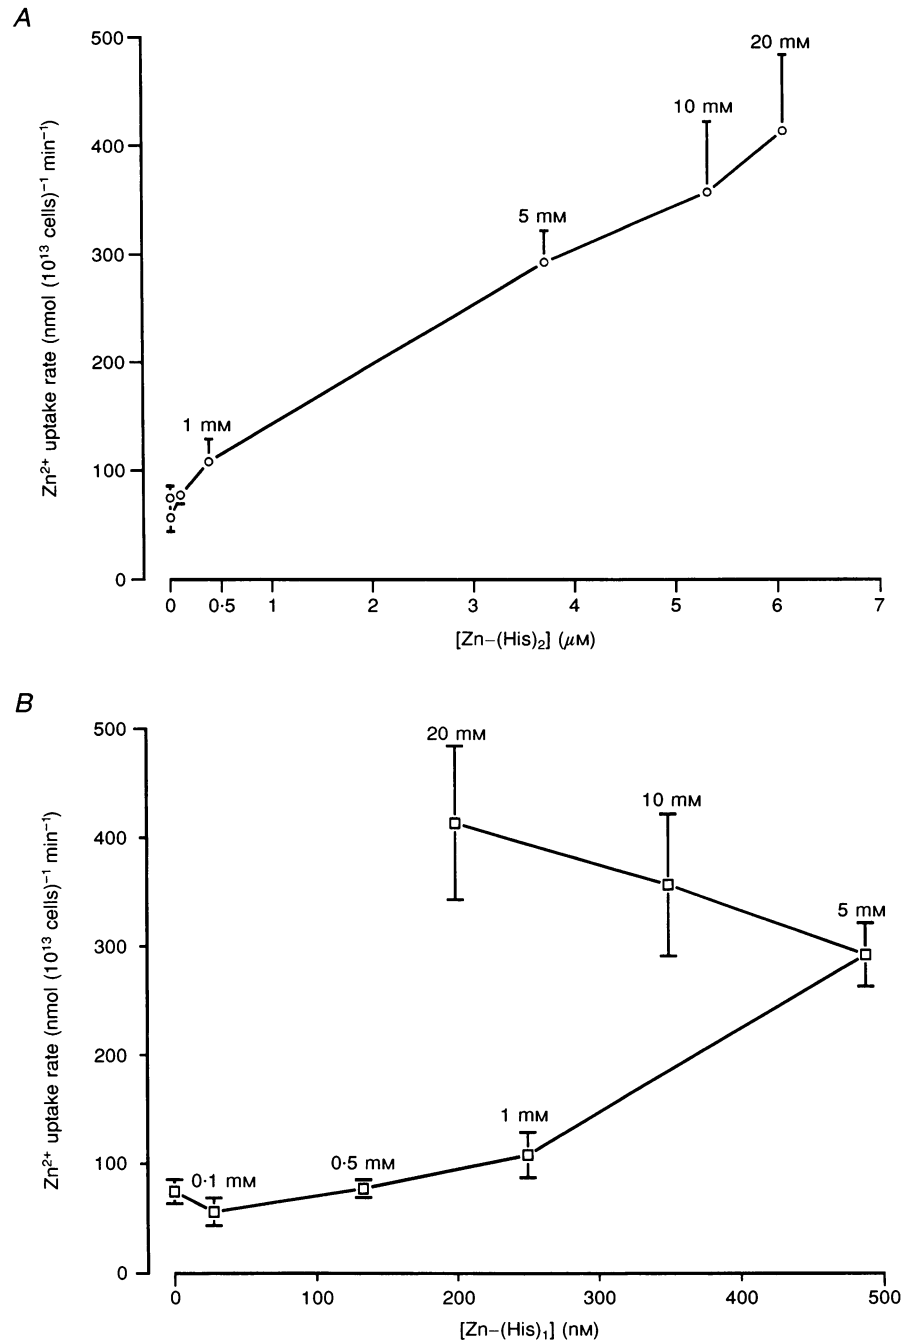 A
500
400
300
200
100
0
Zn²⁺ uptake rate (nmol (10¹³ cells)⁻¹ min⁻¹)
20 mM
10 mM
5 mM
1 mM
0 0·5 1 2 3 4 5 6 7
[Zn–(His)₂] (μM)
B
500
400
300
200
100
0
Zn²⁺ uptake rate (nmol (10¹³ cells)⁻¹ min⁻¹)
20 mM
10 mM
5 mM
1 mM
0·5 mM
0·1 mM
0 100 200 300 400 500
[Zn–(His)₁] (nM)